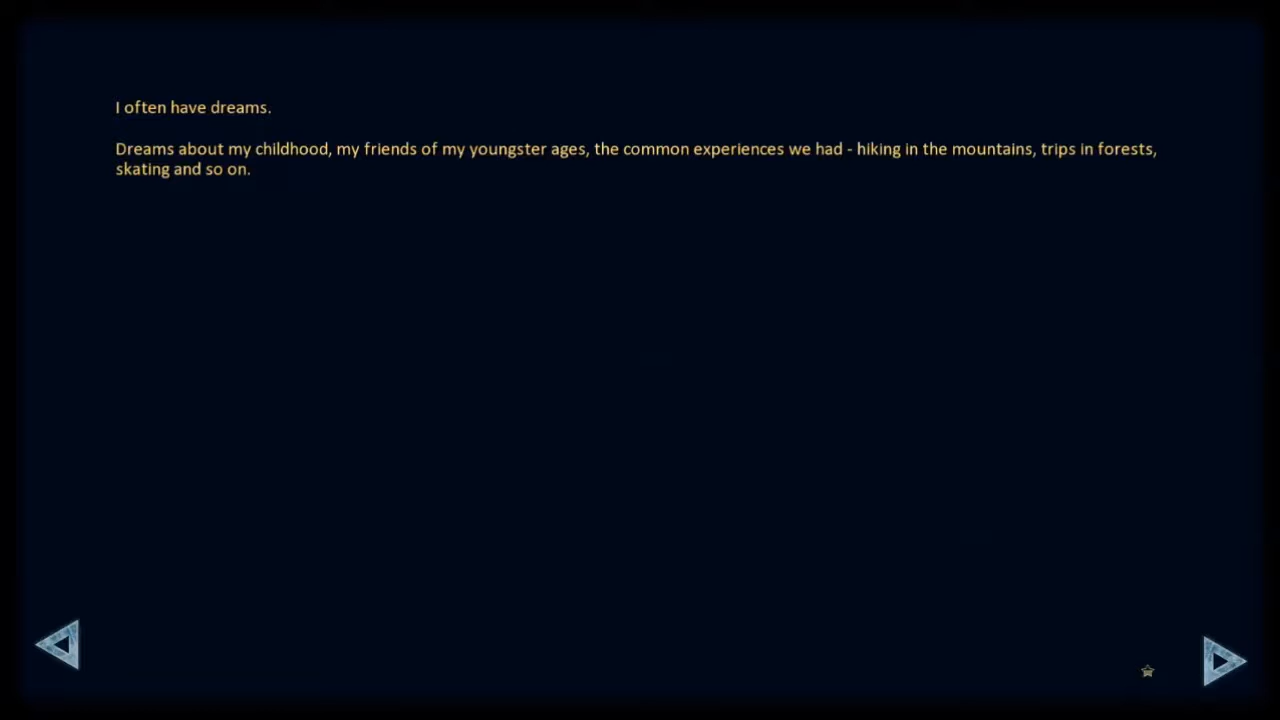 I often have dreams.
Dreams about my childhood, my friends of my youngster ages, the common experiences we had - hiking in the mountains, trips in forests,
skating and so on.